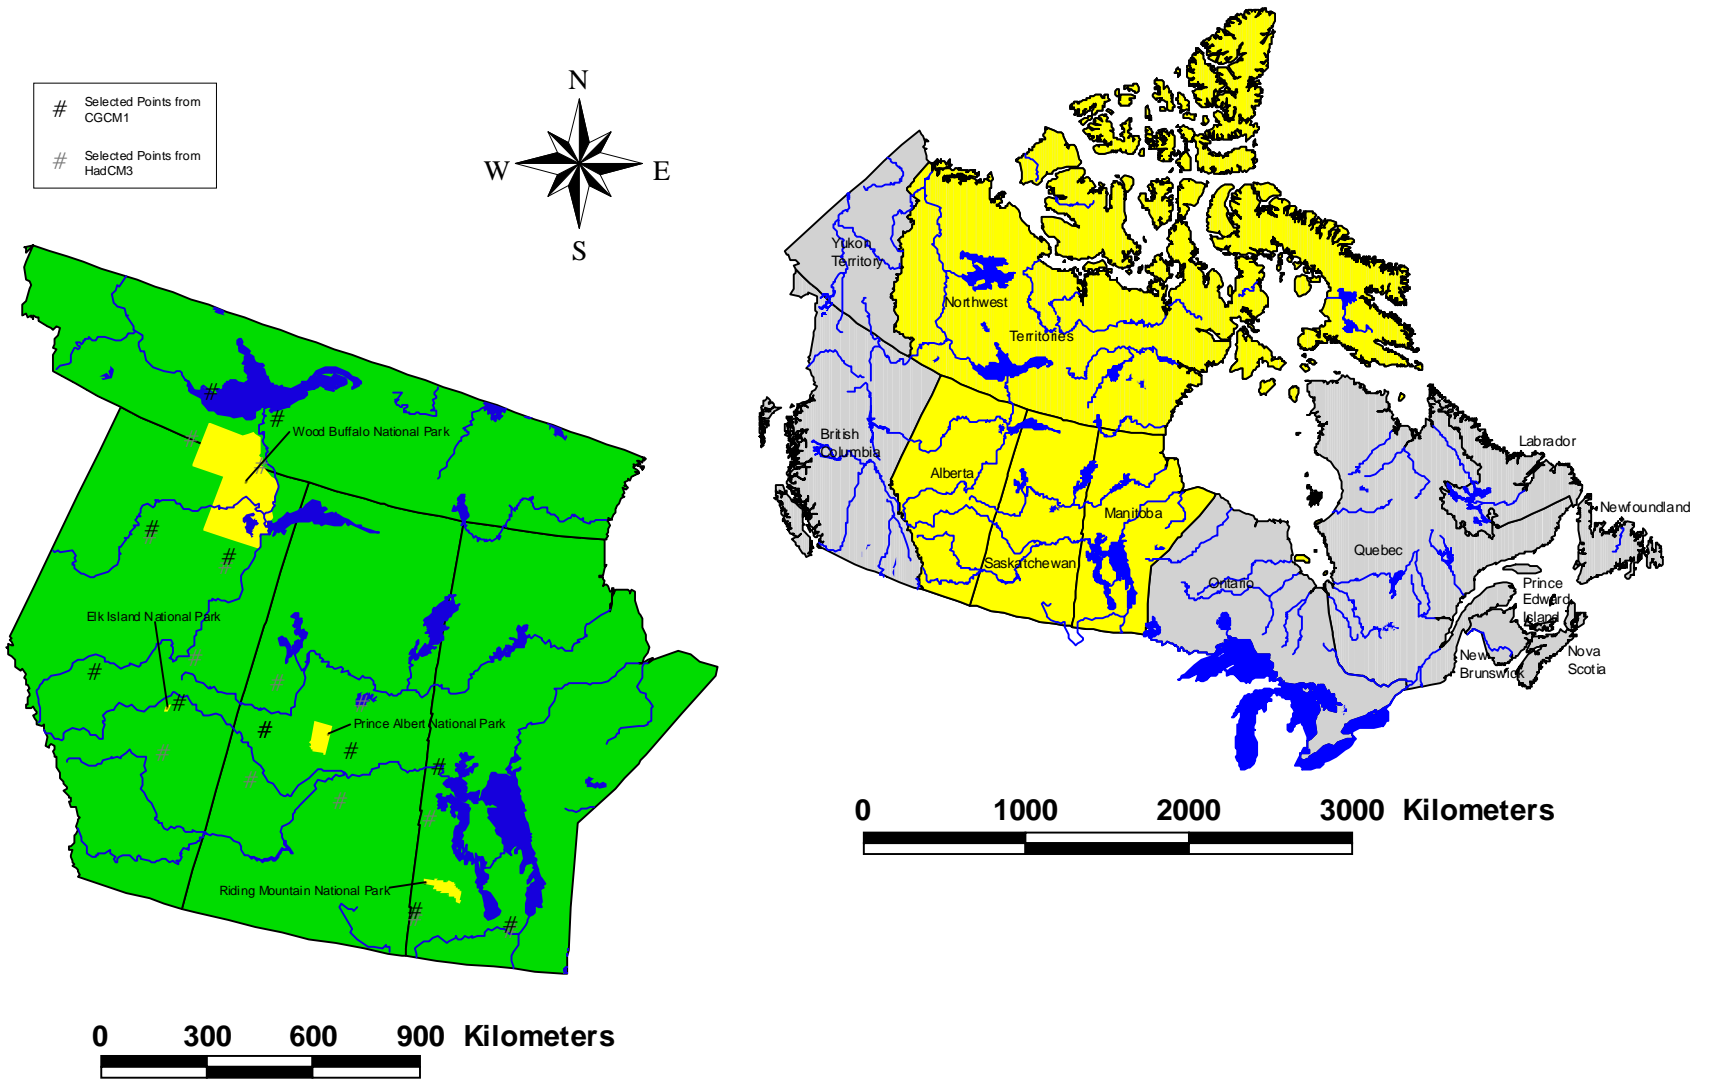 # Selected Points from
CGCM1
# Selected Points from
HadCM3
N
W E
S
Wood Buffalo National Park
Elk Island National Park
Prince Albert National Park
Riding Mountain National Park
0 300 600 900 Kilometers
Yukon
Territory
Northwest
Territories
British
Columbia
Alberta
Saskatchewan
Manitoba
Ontario
Quebec
Labrador
Newfoundland
Prince
Edward
Island
New
Brunswick
Nova
Scotia
0 1000 2000 3000 Kilometers